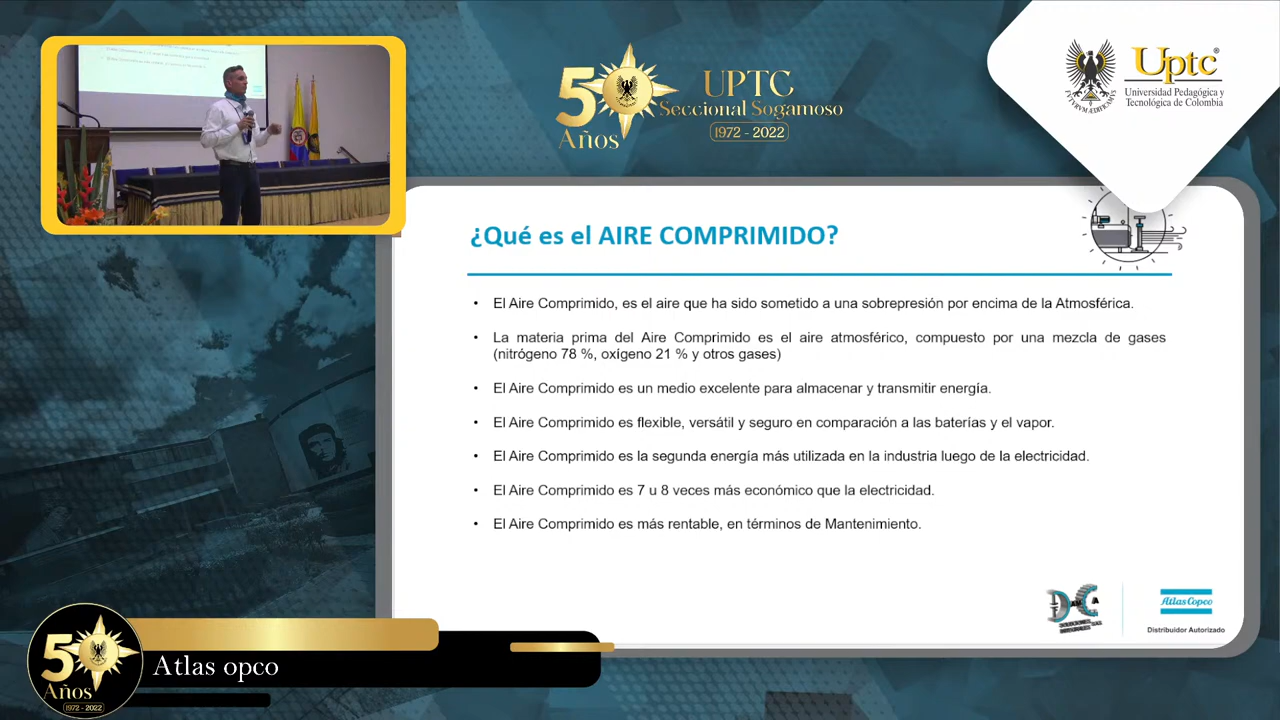 50 Años
UPTC
Seccional Sogamoso
1972 - 2022
Uptc®
Universidad Pedagógica y
Tecnológica de Colombia
¿Qué es el AIRE COMPRIMIDO?
• El Aire Comprimido, es el aire que ha sido sometido a una sobrepresión por encima de la Atmosférica.
• La materia prima del Aire Comprimido es el aire atmosférico, compuesto por una mezcla de gases
(nitrógeno 78 %, oxígeno 21 % y otros gases)
• El Aire Comprimido es un medio excelente para almacenar y transmitir energía.
• El Aire Comprimido es flexible, versátil y seguro en comparación a las baterías y el vapor.
• El Aire Comprimido es la segunda energía más utilizada en la industria luego de la electricidad.
• El Aire Comprimido es 7 u 8 veces más económico que la electricidad.
• El Aire Comprimido es más rentable, en términos de Mantenimiento.
Atlas Copco
Distribuidor Autorizado
50 Años
1972 - 2022
Atlas opco